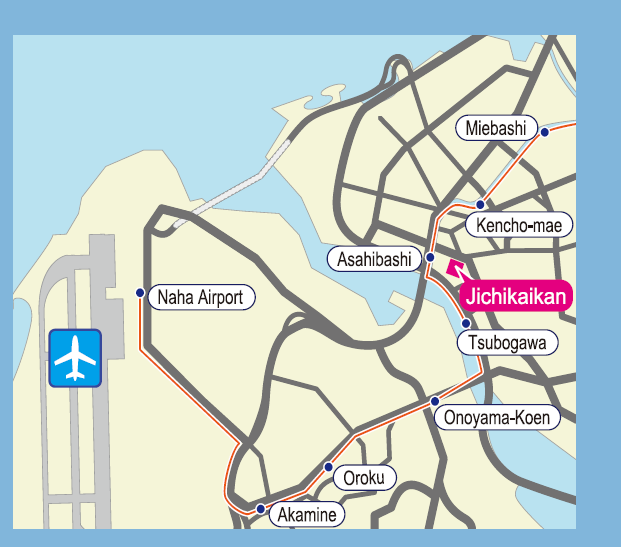 Miebashi
Kencho-mae
Asahibashi
Jichikaikan
Naha Airport
Tsubogawa
Onoyama-Koen
Oroku
Akamine